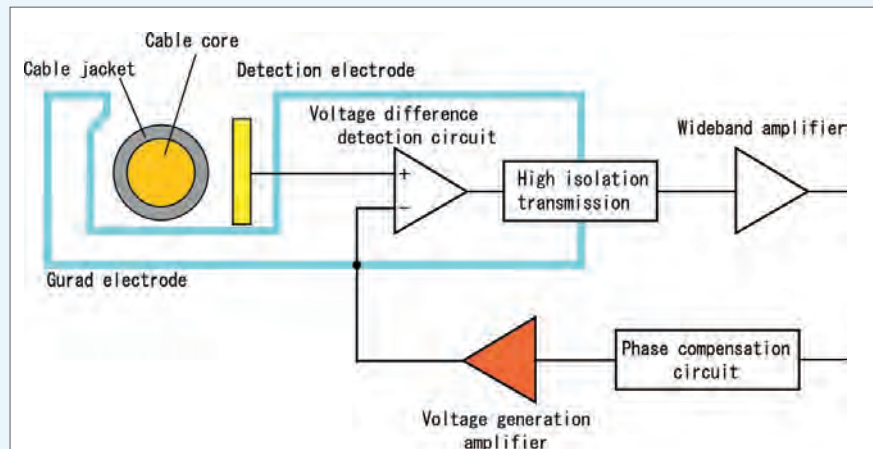 Cable core
Cable jacket
Detection electrode
Voltage difference
detection circuit
Wideband amplifier
+
−
High isolation
transmission
Gurad electrode
Phase compensation
circuit
Voltage generation
amplifier